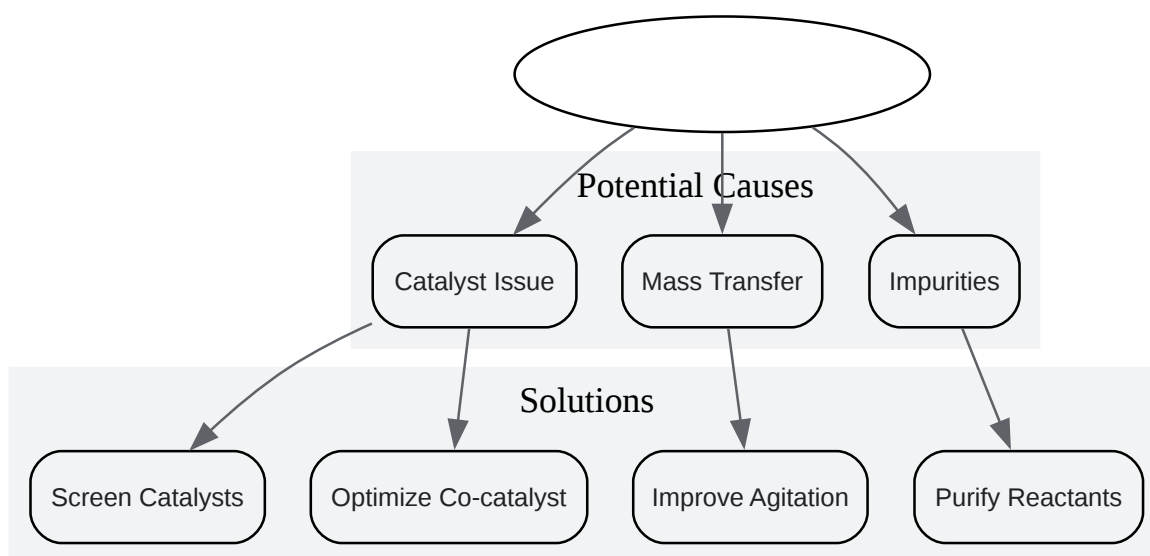 Potential Causes
Catalyst Issue
Mass Transfer
Impurities
Solutions
Screen Catalysts
Optimize Co-catalyst
Improve Agitation
Purify Reactants